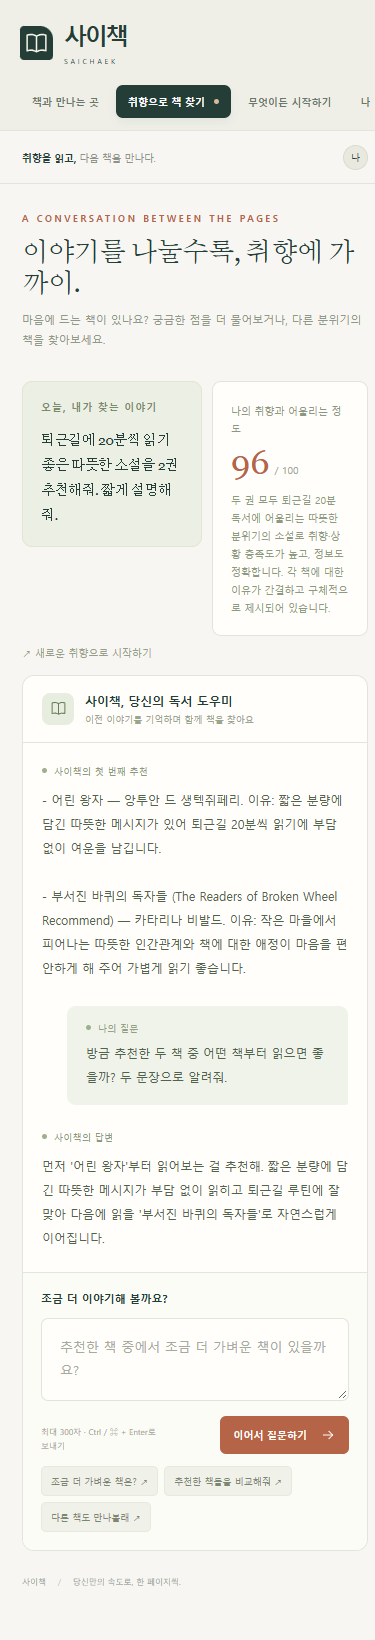 사이책
SAICHAEK
책과 만나는 곳
취향으로 책 찾기
무엇이든 시작하기
나
취향을 읽고, 다음 책을 만나다.
나
A CONVERSATION BETWEEN THE PAGES
이야기를 나눌수록, 취향에 가
까이.
마음에 드는 책이 있나요? 궁금한 점을 더 물어보거나, 다른 분위기의
책을 찾아보세요.
오늘, 내가 찾는 이야기
퇴근길에 20분씩 읽기
좋은 따뜻한 소설을 2권
추천해줘. 짧게 설명해
줘.
나의 취향과 어울리는 정
도
96 / 100
두 권 모두 퇴근길 20분
독서에 어울리는 따뜻한
분위기의 소설로 취향·상
황 충족도가 높고, 정보도
정확합니다. 각 책에 대한
이유가 간결하고 구체적으
로 제시되어 있습니다.
↗ 새로운 취향으로 시작하기
사이책, 당신의 독서 도우미
이전 이야기를 기억하며 함께 책을 찾아요
사이책의 첫 번째 추천
- 어린 왕자 — 앙투안 드 생텍쥐페리. 이유: 짧은 분량에
담긴 따뜻한 메시지가 있어 퇴근길 20분씩 읽기에 부담
없이 여운을 남깁니다.
- 부서진 바퀴의 독자들 (The Readers of Broken Wheel
Recommend) — 카타리나 비발드. 이유: 작은 마을에서
피어나는 따뜻한 인간관계와 책에 대한 애정이 마음을 편
안하게 해 주어 가볍게 읽기 좋습니다.
나의 질문
방금 추천한 두 책 중 어떤 책부터 읽으면 좋
을까? 두 문장으로 알려줘.
사이책의 답변
먼저 '어린 왕자'부터 읽어보는 걸 추천해. 짧은 분량에 담
긴 따뜻한 메시지가 부담 없이 읽히고 퇴근길 루틴에 잘
맞아 다음에 읽을 '부서진 바퀴의 독자들'로 자연스럽게
이어집니다.
조금 더 이야기해 볼까요?
추천한 책 중에서 조금 더 가벼운 책이 있을까
요?
최대 300자 · Ctrl / ⌘ + Enter로
보내기
이어서 질문하기 →
조금 더 가벼운 책은? ↗
추천한 책들을 비교해줘 ↗
다른 책도 만나볼래 ↗
사이책 / 당신만의 속도로, 한 페이지씩.